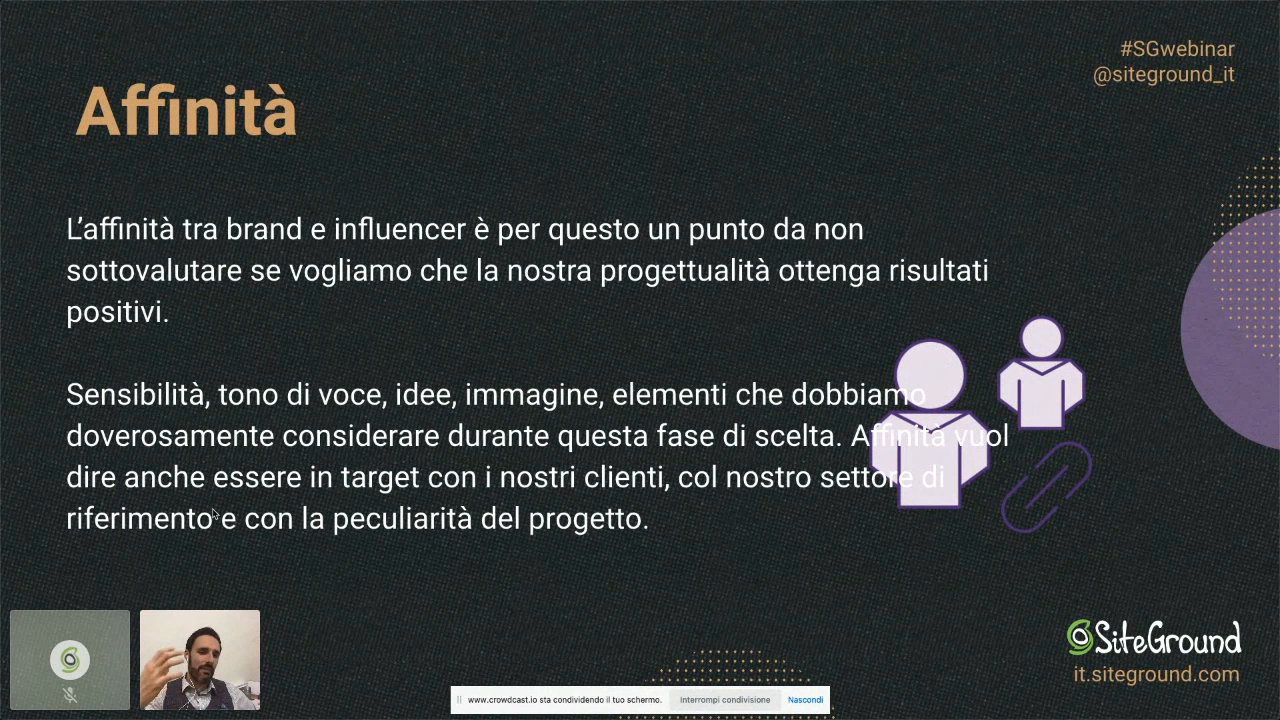 #SGwebinar
@siteground_it
Affinità
L’affinità tra brand e influencer è per questo un punto da non
sottovalutare se vogliamo che la nostra progettualità ottenga risultati
positivi.
Sensibilità, tono di voce, idee, immagine, elementi che dobbiamo
doverosamente considerare durante questa fase di scelta. Affinità vuol
dire anche essere in target con i nostri clienti, col nostro settore di
riferimento e con la peculiarità del progetto.
SiteGround
it.siteground.com
www.crowdcast.io sta condividendo il tuo schermo. Interrompi condivisione Nascondi